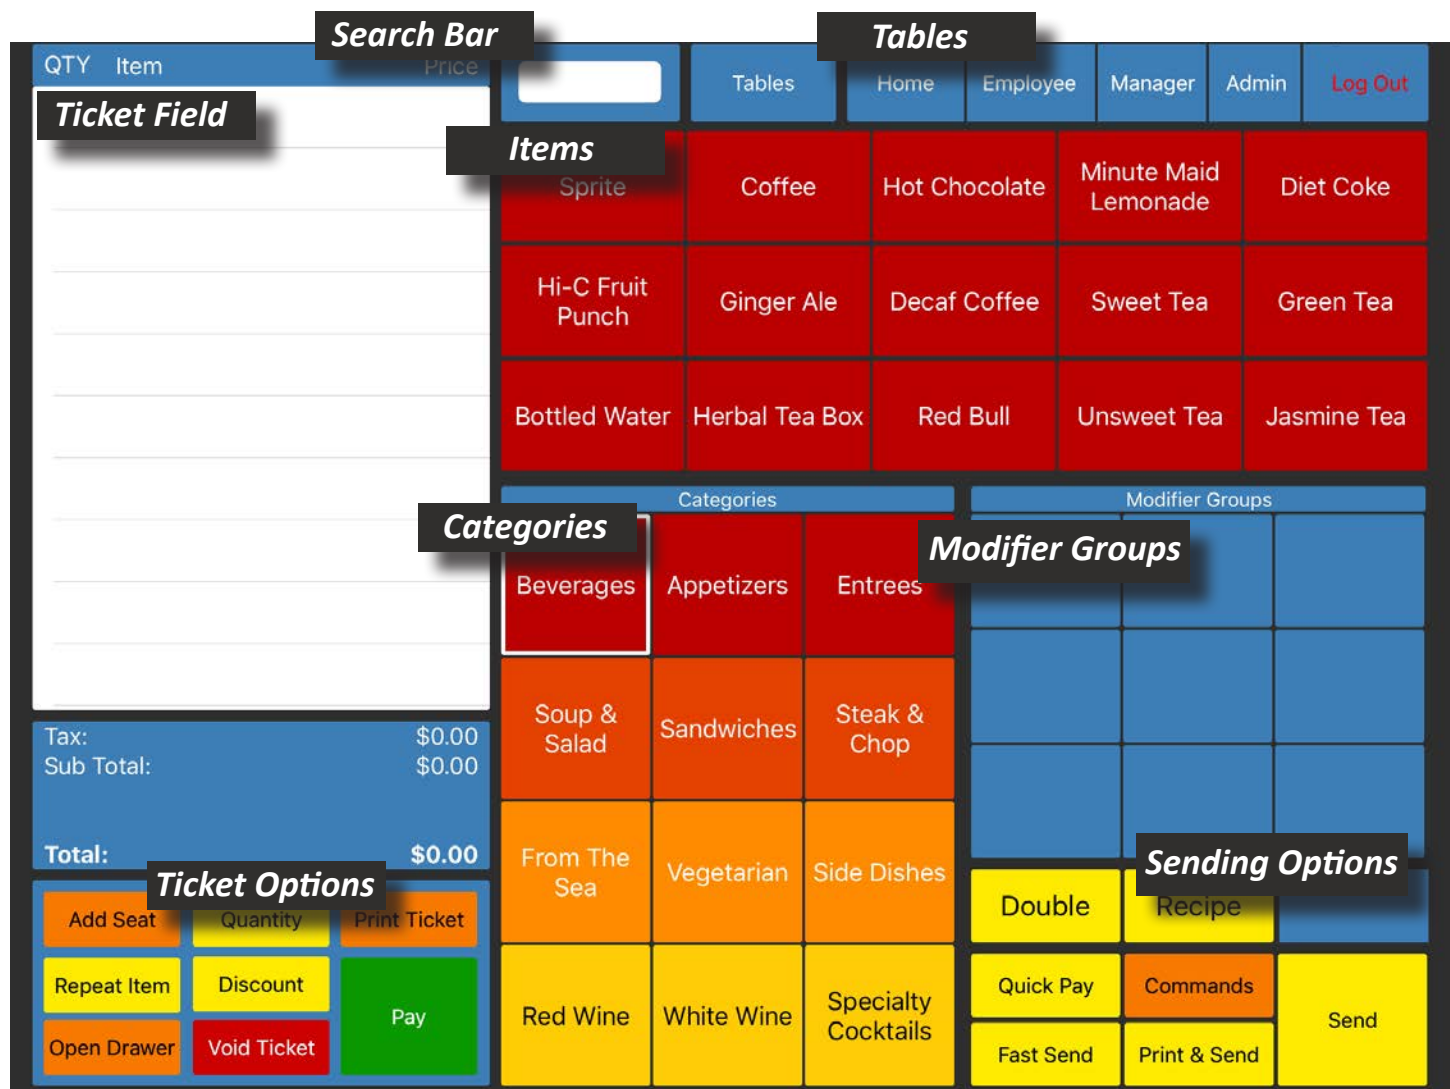 Search Bar
Tables
QTY Item Price
Tables
Home
Employee
Manager
Admin
Log Out
Ticket Field
Items
Sprite
Coffee
Hot Chocolate
Minute Maid
Lemonade
Diet Coke
Hi-C Fruit
Punch
Ginger Ale
Decaf Coffee
Sweet Tea
Green Tea
Bottled Water
Herbal Tea Box
Red Bull
Unsweet Tea
Jasmine Tea
Categories
Modifier Groups
Categories
Modifier Groups
Beverages
Appetizers
Entrees
Soup &
Salad
Sandwiches
Steak &
Chop
From The
Sea
Vegetarian
Side Dishes
Red Wine
White Wine
Specialty
Cocktails
Tax: $0.00
Sub Total: $0.00
Total: $0.00
Ticket Options
Add Seat
Quantity
Print Ticket
Repeat Item
Discount
Pay
Open Drawer
Void Ticket
Sending Options
Double
Recipe
Quick Pay
Commands
Send
Fast Send
Print & Send